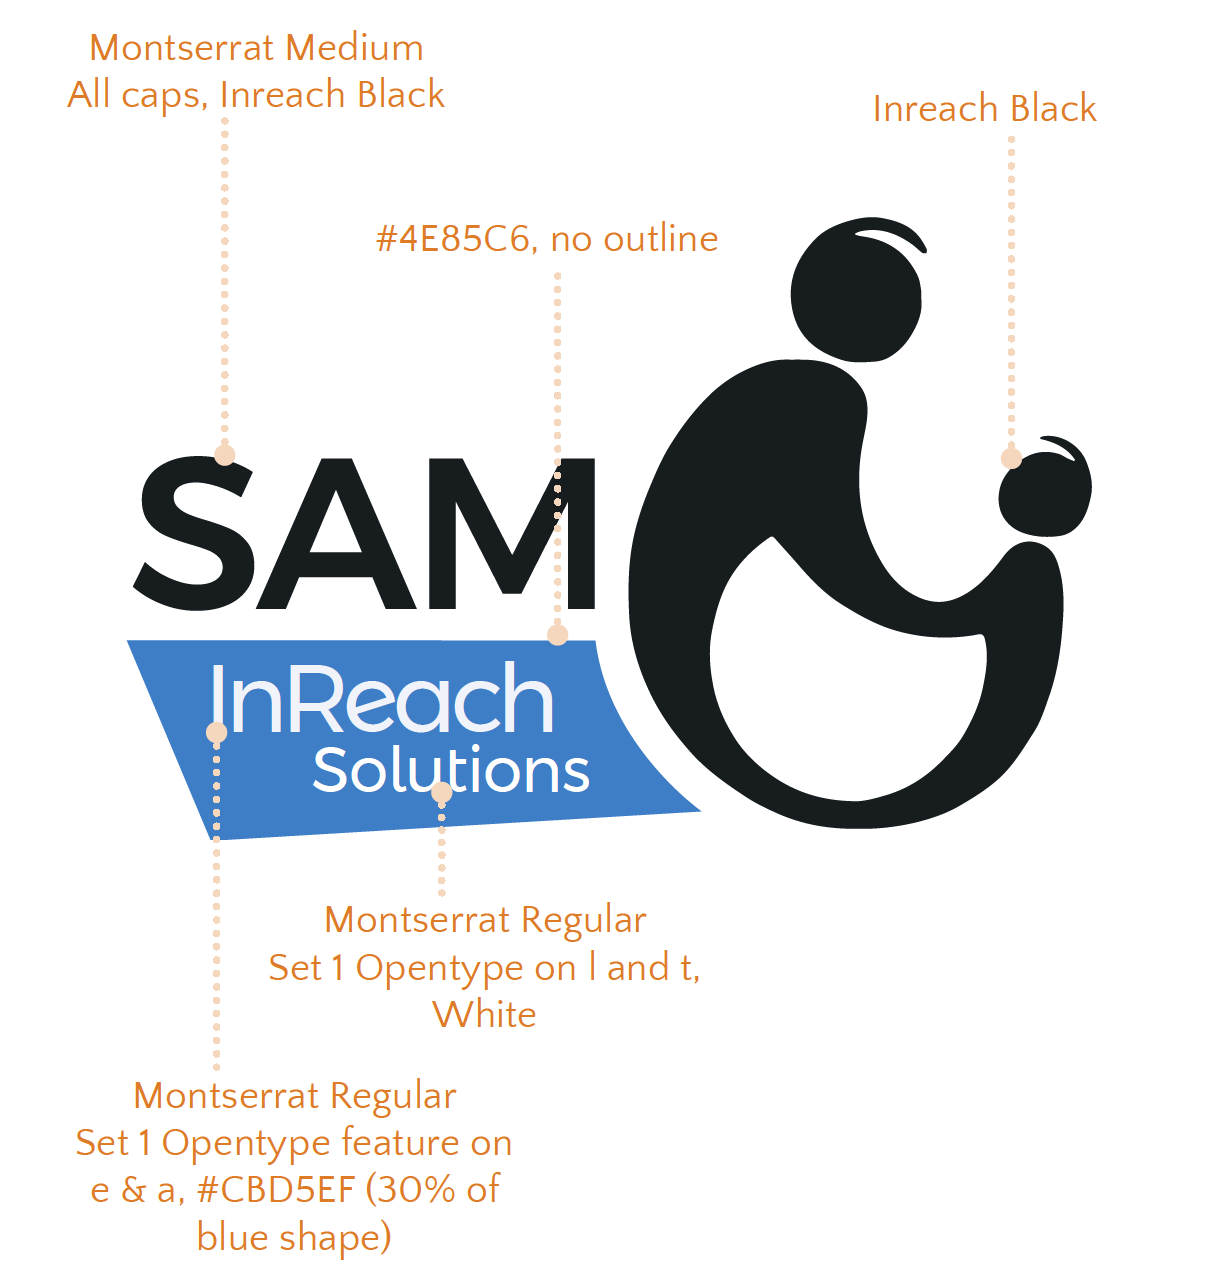 Montserrat Medium
All caps, Inreach Black
Inreach Black
#4E85C6, no outline
SAM
InReach
Solutions
Montserrat Regular
Set 1 Opentype on l and t,
White
Montserrat Regular
Set 1 Opentype feature on
e & a, #CBD5EF (30% of
blue shape)